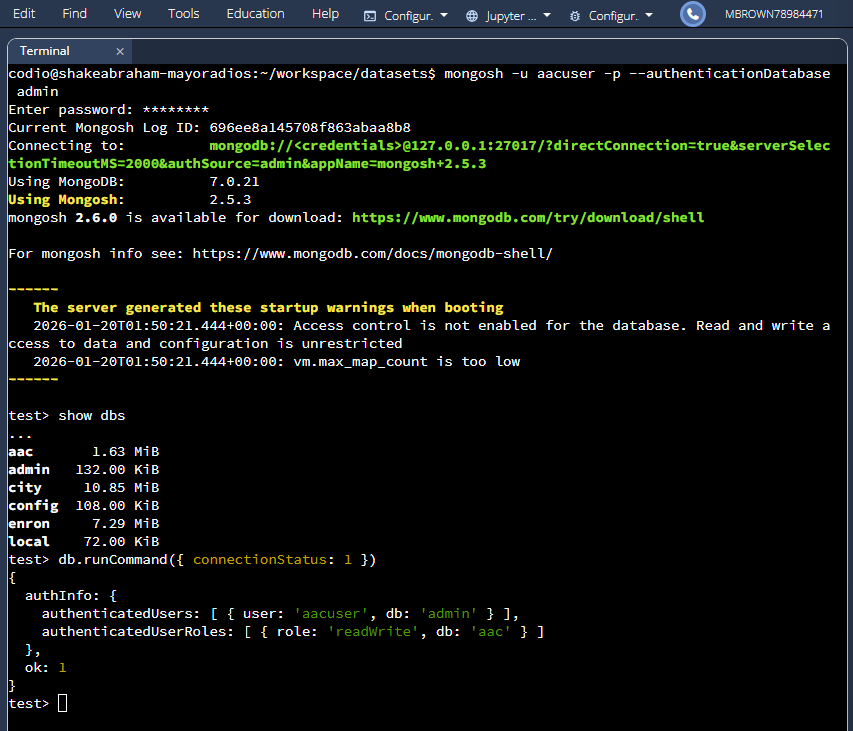 Edit Find View Tools Education Help Configur. Jupyter ... Configur. MBROWN78984471
Terminal ×
codio@shakeabraham-mayoradios:~/workspace/datasets$ mongosh -u aacuser -p --authenticationDatabase
 admin
Enter password: ********
Current Mongosh Log ID: 696ee8a145708f863abaa8b8
Connecting to: mongodb://<credentials>@127.0.0.1:27017/?directConnection=true&serverSelec
tionTimeoutMS=2000&authSource=admin&appName=mongosh+2.5.3
Using MongoDB: 7.0.21
Using Mongosh: 2.5.3
mongosh 2.6.0 is available for download: https://www.mongodb.com/try/download/shell
For mongosh info see: https://www.mongodb.com/docs/mongodb-shell/
------
The server generated these startup warnings when booting
2026-01-20T01:50:21.444+00:00: Access control is not enabled for the database. Read and write a
ccess to data and configuration is unrestricted
2026-01-20T01:50:21.444+00:00: vm.max_map_count is too low
------
test> show dbs
...
aac 1.63 MiB
admin 132.00 KiB
city 10.85 MiB
config 108.00 KiB
enron 7.29 MiB
local 72.00 KiB
test> db.runCommand({ connectionStatus: 1 })
{
  authInfo: {
    authenticatedUsers: [ { user: 'aacuser', db: 'admin' } ],
    authenticatedUserRoles: [ { role: 'readWrite', db: 'aac' } ]
  },
  ok: 1
}
test>